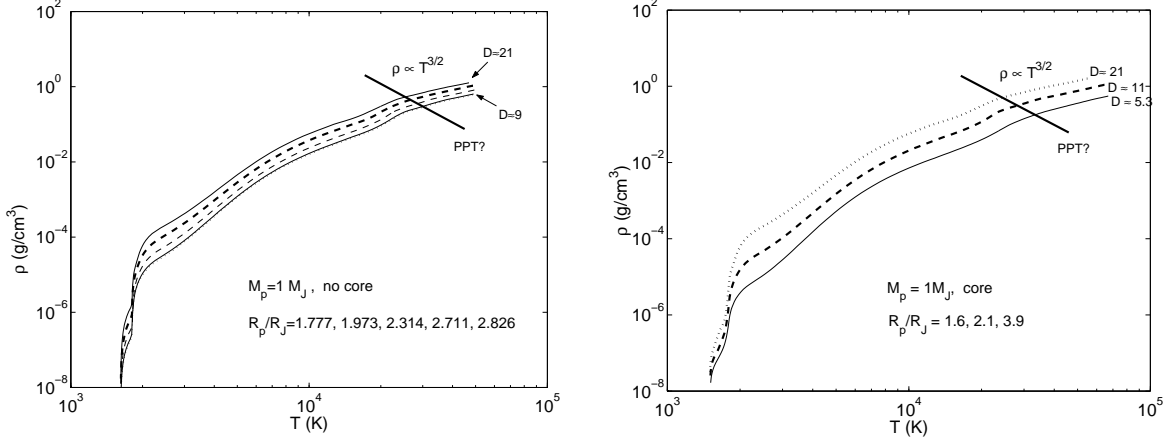 10^2
10^0
10^-2
10^-4
10^-6
10^-8
ρ (g/cm^3)
ρ ∝ T^3/2
D≈21
D≈9
PPT?
M_p=1 M_J , no core
R_p/R_J=1.777, 1.973, 2.314, 2.711, 2.826
10^3
10^4
10^5
T (K)
10^2
10^0
10^-2
10^-4
10^-6
10^-8
ρ (g/cm^3)
ρ ∝ T^3/2
D≈ 21
D ≈ 11
D ≈ 5.3
PPT?
M_p = 1M_J, core
R_p/R_J = 1.6, 2.1, 3.9
10^3
10^4
10^5
T (K)